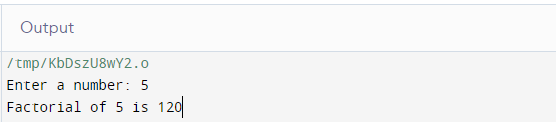 Output
/tmp/KbDszU8wY2.o
Enter a number: 5
Factorial of 5 is 120